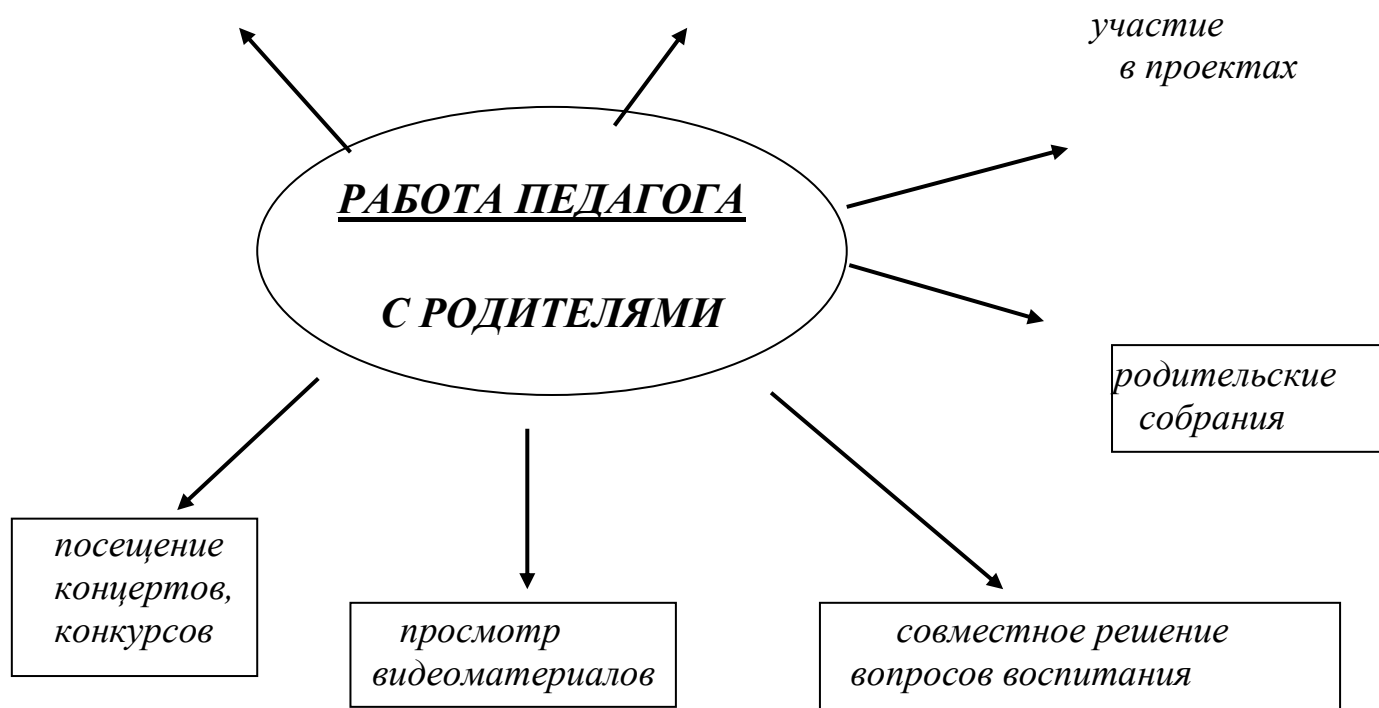 участие
в проектах
РАБОТА ПЕДАГОГА
С РОДИТЕЛЯМИ
родительские
собрания
посещение
концертов,
конкурсов
просмотр
видеоматериалов
совместное решение
вопросов воспитания